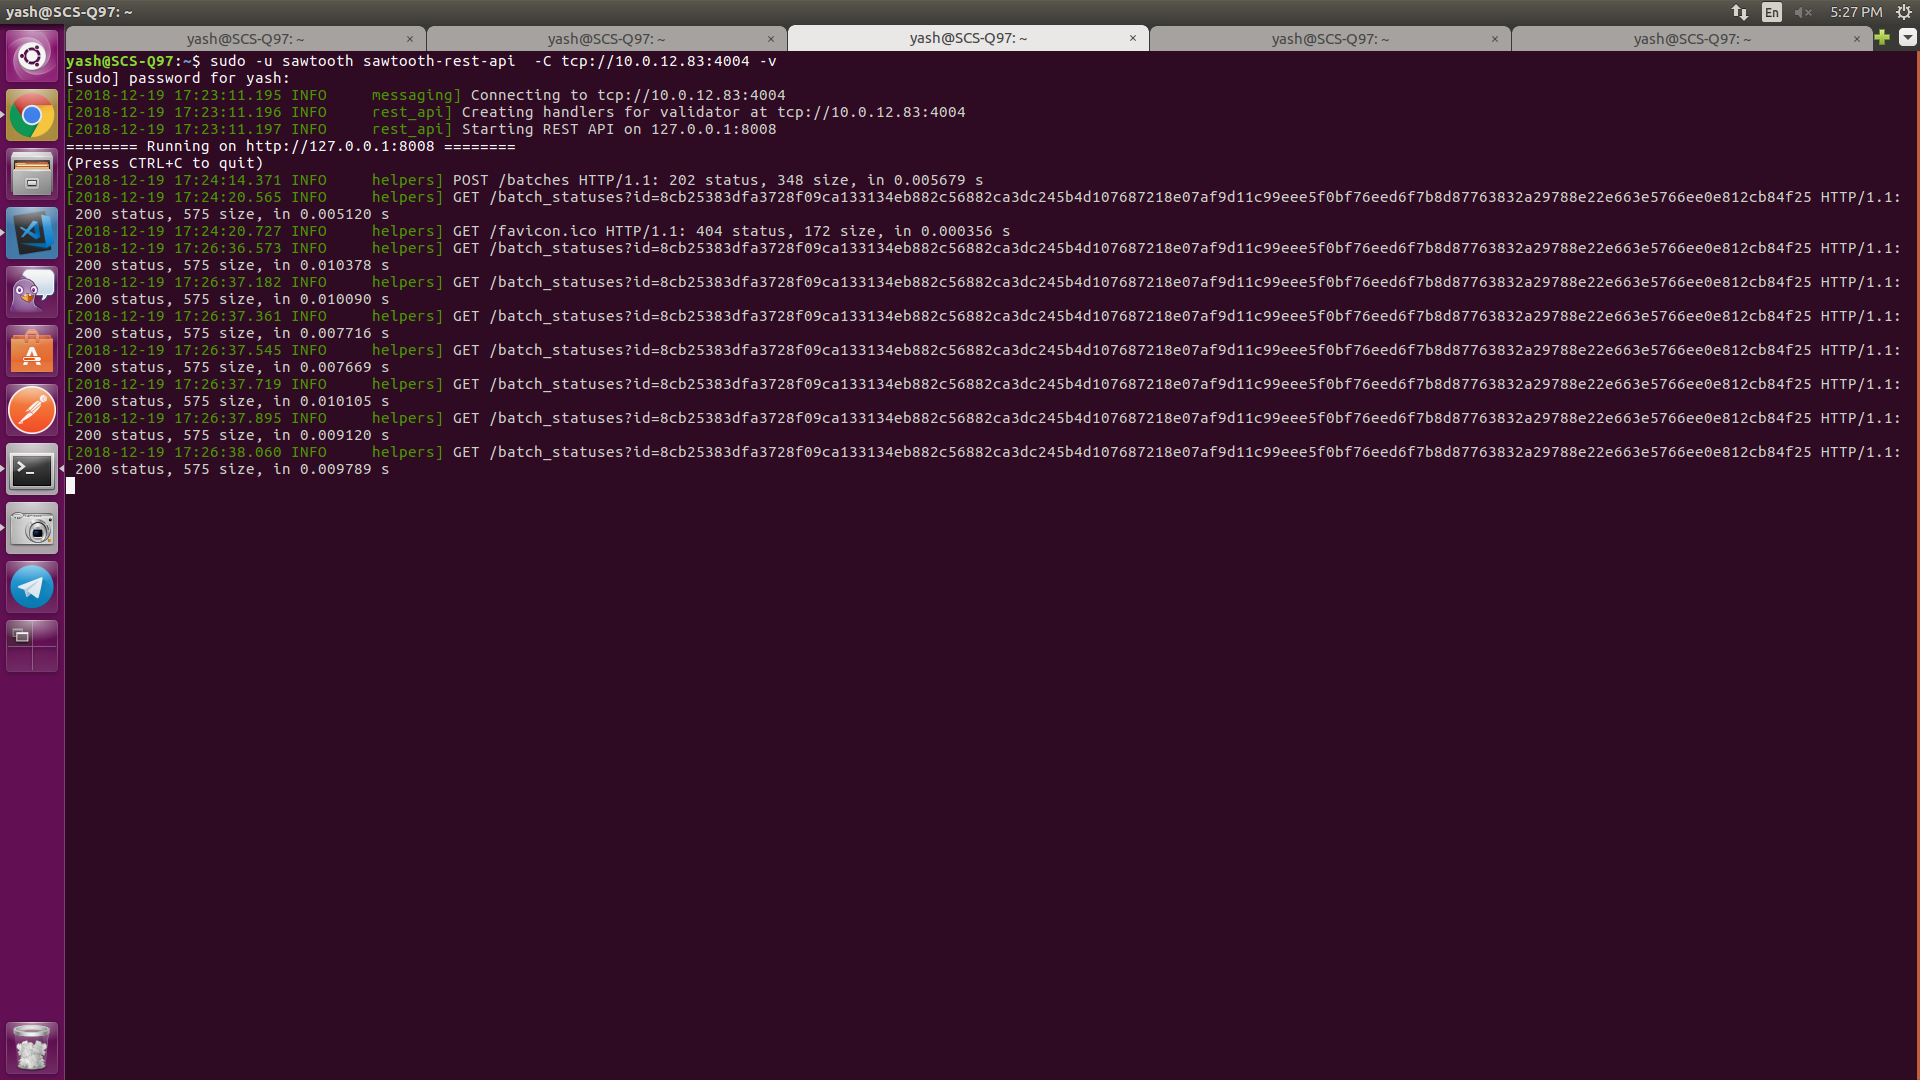 yash@SCS-Q97: ~
En
5:27 PM
yash@SCS-Q97: ~ ×
yash@SCS-Q97: ~ ×
yash@SCS-Q97: ~ ×
yash@SCS-Q97: ~ ×
yash@SCS-Q97: ~ ×
yash@SCS-Q97:~$ sudo -u sawtooth sawtooth-rest-api  -C tcp://10.0.12.83:4004 -v
[sudo] password for yash:
[2018-12-19 17:23:11.195 INFO     messaging] Connecting to tcp://10.0.12.83:4004
[2018-12-19 17:23:11.196 INFO     rest_api] Creating handlers for validator at tcp://10.0.12.83:4004
[2018-12-19 17:23:11.197 INFO     rest_api] Starting REST API on 127.0.0.1:8008
======== Running on http://127.0.0.1:8008 ========
(Press CTRL+C to quit)
[2018-12-19 17:24:14.371 INFO     helpers] POST /batches HTTP/1.1: 202 status, 348 size, in 0.005679 s
[2018-12-19 17:24:20.565 INFO     helpers] GET /batch_statuses?id=8cb25383dfa3728f09ca133134eb882c56882ca3dc245b4d107687218e07af9d11c99eee5f0bf76eed6f7b8d87763832a29788e22e663e5766ee0e812cb84f25 HTTP/1.1:
 200 status, 575 size, in 0.005120 s
[2018-12-19 17:24:20.727 INFO     helpers] GET /favicon.ico HTTP/1.1: 404 status, 172 size, in 0.000356 s
[2018-12-19 17:26:36.573 INFO     helpers] GET /batch_statuses?id=8cb25383dfa3728f09ca133134eb882c56882ca3dc245b4d107687218e07af9d11c99eee5f0bf76eed6f7b8d87763832a29788e22e663e5766ee0e812cb84f25 HTTP/1.1:
 200 status, 575 size, in 0.010378 s
[2018-12-19 17:26:37.182 INFO     helpers] GET /batch_statuses?id=8cb25383dfa3728f09ca133134eb882c56882ca3dc245b4d107687218e07af9d11c99eee5f0bf76eed6f7b8d87763832a29788e22e663e5766ee0e812cb84f25 HTTP/1.1:
 200 status, 575 size, in 0.010090 s
[2018-12-19 17:26:37.361 INFO     helpers] GET /batch_statuses?id=8cb25383dfa3728f09ca133134eb882c56882ca3dc245b4d107687218e07af9d11c99eee5f0bf76eed6f7b8d87763832a29788e22e663e5766ee0e812cb84f25 HTTP/1.1:
 200 status, 575 size, in 0.007716 s
[2018-12-19 17:26:37.545 INFO     helpers] GET /batch_statuses?id=8cb25383dfa3728f09ca133134eb882c56882ca3dc245b4d107687218e07af9d11c99eee5f0bf76eed6f7b8d87763832a29788e22e663e5766ee0e812cb84f25 HTTP/1.1:
 200 status, 575 size, in 0.007669 s
[2018-12-19 17:26:37.719 INFO     helpers] GET /batch_statuses?id=8cb25383dfa3728f09ca133134eb882c56882ca3dc245b4d107687218e07af9d11c99eee5f0bf76eed6f7b8d87763832a29788e22e663e5766ee0e812cb84f25 HTTP/1.1:
 200 status, 575 size, in 0.010105 s
[2018-12-19 17:26:37.895 INFO     helpers] GET /batch_statuses?id=8cb25383dfa3728f09ca133134eb882c56882ca3dc245b4d107687218e07af9d11c99eee5f0bf76eed6f7b8d87763832a29788e22e663e5766ee0e812cb84f25 HTTP/1.1:
 200 status, 575 size, in 0.009120 s
[2018-12-19 17:26:38.060 INFO     helpers] GET /batch_statuses?id=8cb25383dfa3728f09ca133134eb882c56882ca3dc245b4d107687218e07af9d11c99eee5f0bf76eed6f7b8d87763832a29788e22e663e5766ee0e812cb84f25 HTTP/1.1:
 200 status, 575 size, in 0.009789 s